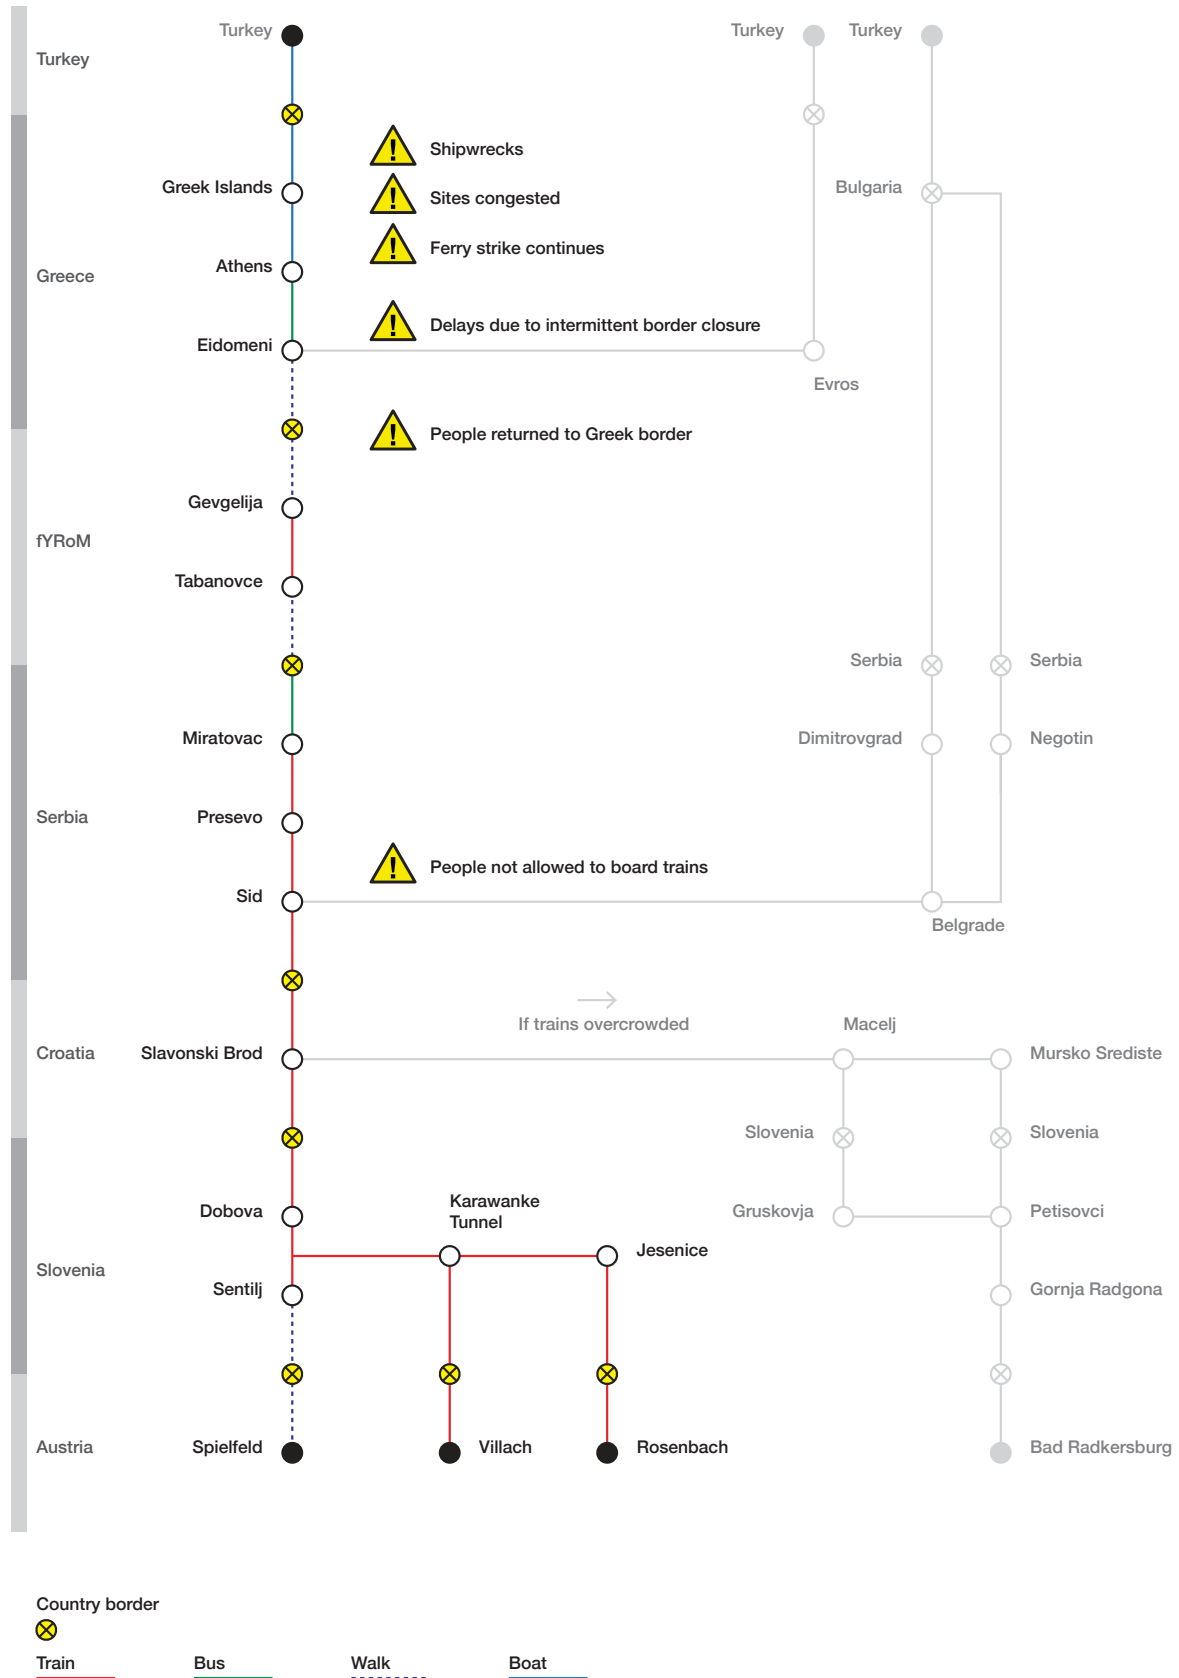 Turkey
Turkey
Turkey
Turkey
Shipwrecks
Greek Islands
Sites congested
Bulgaria
Ferry strike continues
Athens
Greece
Delays due to intermittent border closure
Eidomeni
Evros
People returned to Greek border
Gevgelija
fYRoM
Tabanovce
Serbia
Serbia
Miratovac
Dimitrovgrad
Negotin
Serbia
Presevo
People not allowed to board trains
Sid
Belgrade
If trains overcrowded
Macelj
Croatia
Slavonski Brod
Mursko Srediste
Slovenia
Slovenia
Karawanke
Tunnel
Dobova
Gruskovja
Petisovci
Jesenice
Slovenia
Sentilj
Gornja Radgona
Austria
Spielfeld
Villach
Rosenbach
Bad Radkersburg
Country border
Train
Bus
Walk
Boat